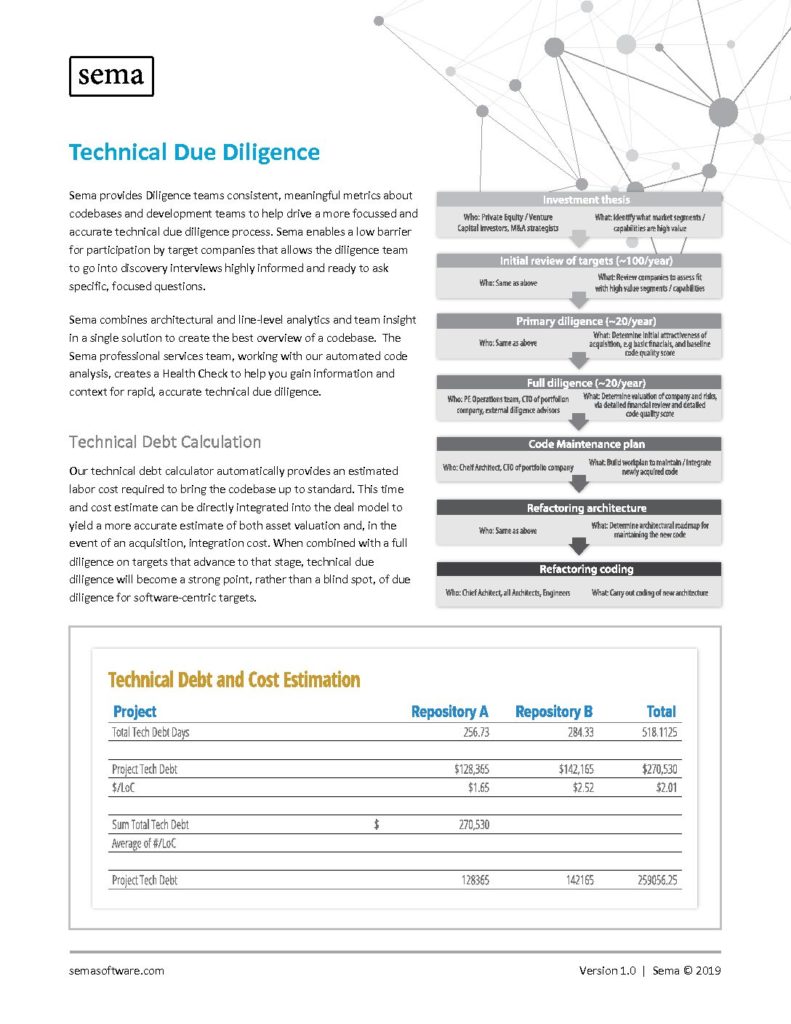 sema
Technical Due Diligence
Sema provides Diligence teams consistent, meaningful metrics about
codebases and development teams to help drive a more focussed and
accurate technical due diligence process. Sema enables a low barrier
for participation by target companies that allows the diligence team
to go into discovery interviews highly informed and ready to ask
specific, focused questions.
Sema combines architectural and line-level analytics and team insight
in a single solution to create the best overview of a codebase. The
Sema professional services team, working with our automated code
analysis, creates a Health Check to help you gain information and
context for rapid, accurate technical due diligence.
Technical Debt Calculation
Our technical debt calculator automatically provides an estimated
labor cost required to bring the codebase up to standard. This time
and cost estimate can be directly integrated into the deal model to
yield a more accurate estimate of both asset valuation and, in the
event of an acquisition, integration cost. When combined with a full
diligence on targets that advance to that stage, technical due
diligence will become a strong point, rather than a blind spot, of due
diligence for software-centric targets.
Investment thesis
Who: Private Equity / Venture
Capital Investors, M&A strategists
What: Identify what market segments /
capabilities are high value
Initial review of targets (~100/year)
Who: Same as above
What: Review companies to assess fit
with high value segments / capabilities
Primary diligence (~20/year)
Who: Same as above
What: Determine initial attractiveness of
acquisition, e.g basic finacials, and baseline
code quality score
Full diligence (~20/year)
Who: PE Operations team, CTO of portfolion
company, external diligence advisors
What: Determine valuation of company and risks,
via detailed financial review and detailed
code quality score
Code Maintenance plan
Who: Cheif Architect, CTO of portfolio company
What: Build workplan to maintain / integrate
newly acquired code
Refactoring architecture
Who: Same as above
What: Determine architectural roadmap for
maintaining the new code
Refactoring coding
Who: Chief Achitect, all Architects, Engineers
What: Carry out coding of new architecture
Technical Debt and Cost Estimation
Project Repository A Repository B Total
Total Tech Debt Days 256.73 284.33 518.1125
Project Tech Debt $128,365 $142,165 $270,530
$/LoC $1.65 $2.52 $2.01
Sum Total Tech Debt $ 270,530
Average of #/LoC
Project Tech Debt 128365 142165 259056.25
semasoftware.com
Version 1.0 | Sema © 2019